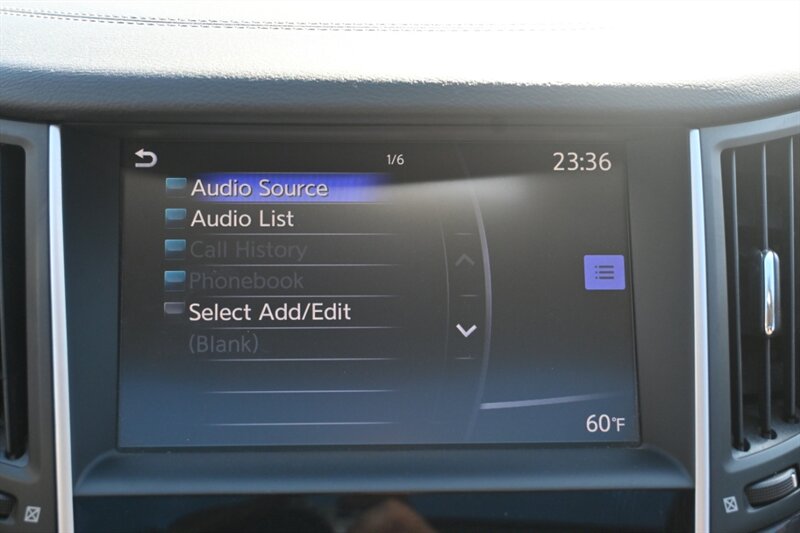 1/6
23:36
Audio Source
Audio List
Call History
Phonebook
Select Add/Edit
(Blank)
60°F